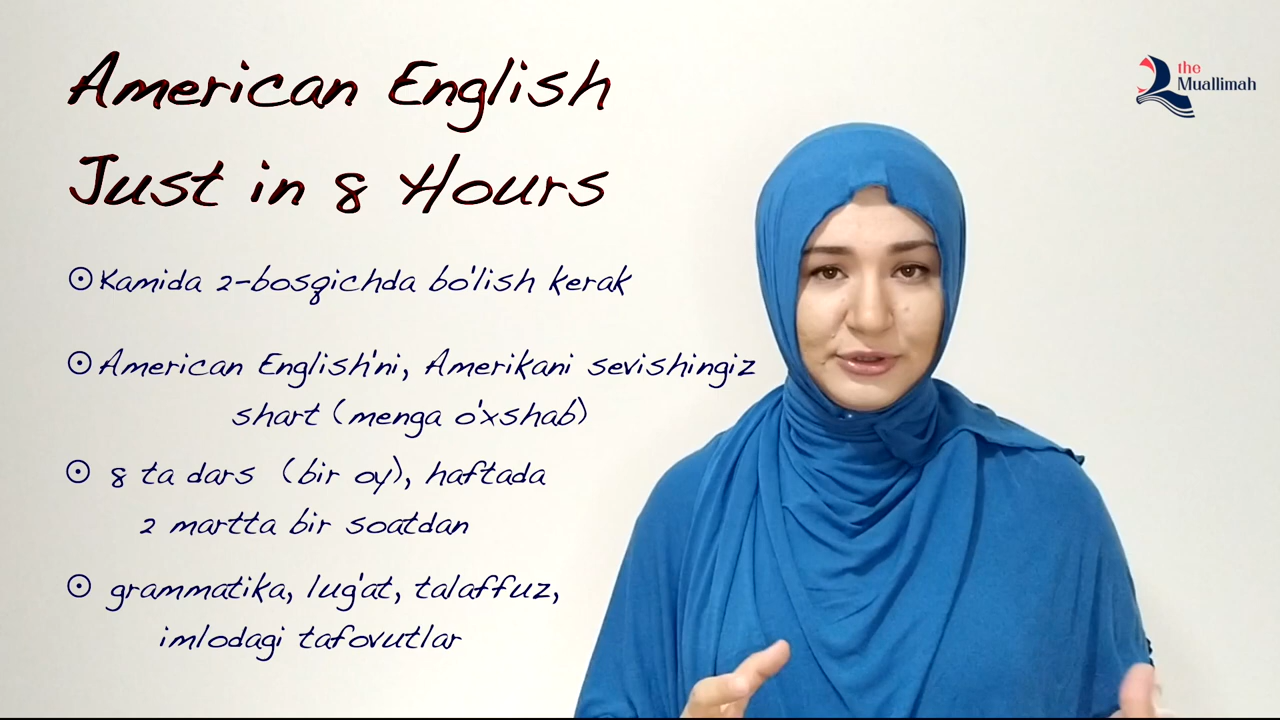 American English
Just in 8 Hours
the
Muallimah
Kamida 2-bosqichda bo'lish kerak
American English'ni, Amerikani sevishingiz
shart (menga o'xshab)
8 ta dars (bir oy), haftada
2 martta bir soatdan
grammatika, lug'at, talaffuz,
imlodagi tafovutlar